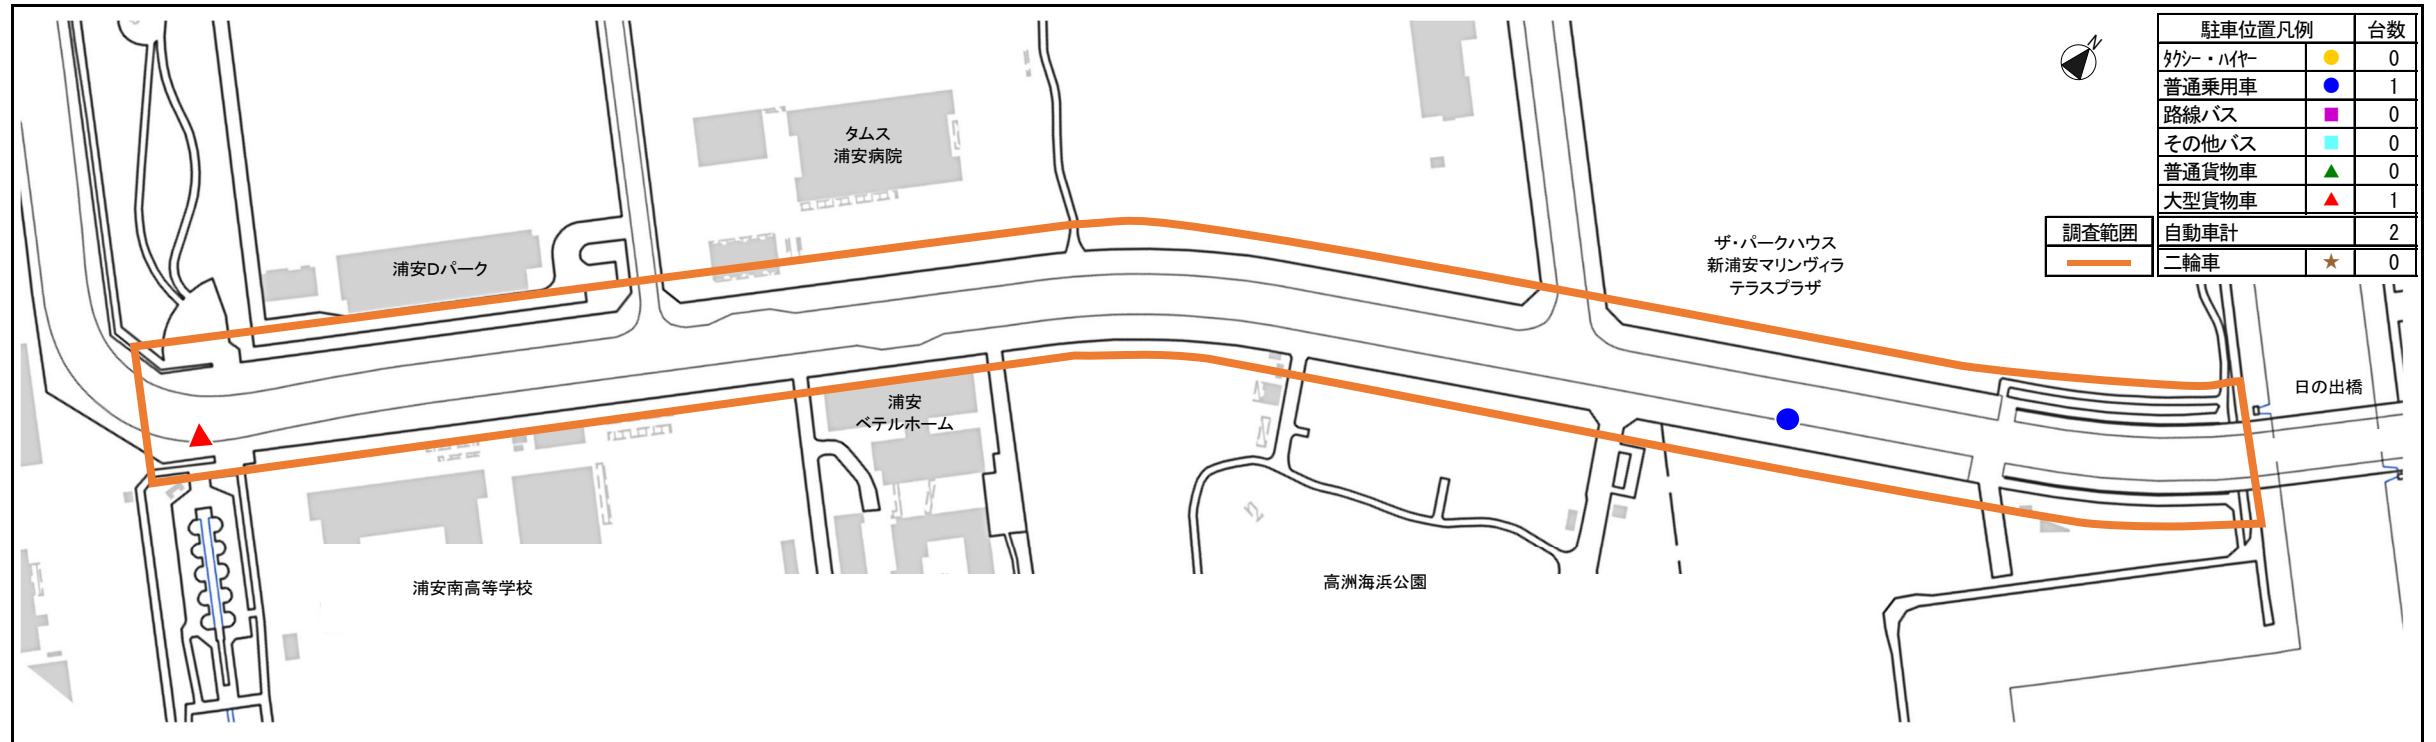 N
駐車位置凡例 台数
タクシー・ハイヤー 0
普通乗用車 1
路線バス 0
その他バス 0
普通貨物車 0
大型貨物車 1
調査範囲 自動車計 2
二輪車 0
タムス
浦安病院
浦安Dパーク
ザ・パークハウス
新浦安マリンヴィラ
テラスプラザ
日の出橋
浦安
ベテルホーム
浦安南高等学校
高洲海浜公園